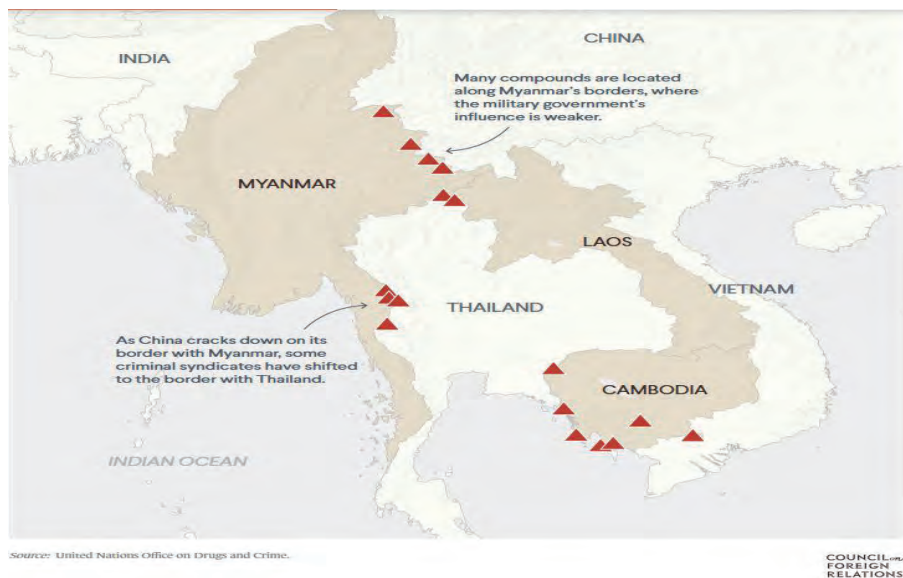 CHINA
INDIA
Many compounds are located
along Myanmar's borders, where
the military government's
influence is weaker.
MYANMAR
LAOS
VIETNAM
THAILAND
As China cracks down on its
border with Myanmar, some
criminal syndicates have shifted
to the border with Thailand.
CAMBODIA
INDIAN OCEAN
Source: United Nations Office on Drugs and Crime.
COUNCIL on
FOREIGN
RELATIONS